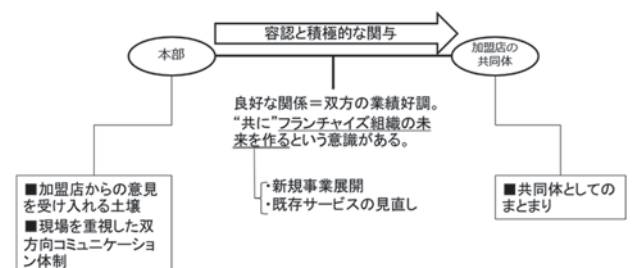 容認と積極的な関与
本部
加盟店の
共同体
良好な関係＝双方の業績好調。
“共に”フランチャイズ組織の未
来を作るという意識がある。
・新規事業展開
・既存サービスの見直し
■加盟店からの意見
を受け入れる土壌
■現場を重視した双
方向コミュニケーショ
ン体制
■共同体としての
まとまり